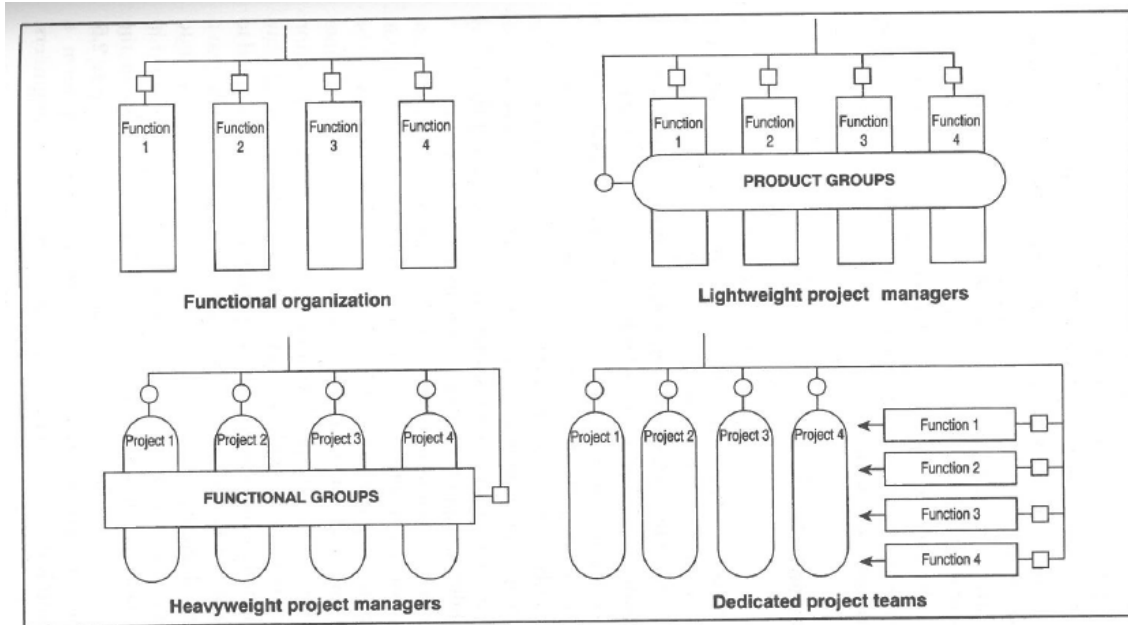 Function
1
Function
2
Function
3
Function
4
Functional organization
Function
1
Function
2
Function
3
Function
4
PRODUCT GROUPS
Lightweight project managers
Project 1
Project 2
Project 3
Project 4
FUNCTIONAL GROUPS
Heavyweight project managers
Project 1
Project 2
Project 3
Project 4
Function 1
Function 2
Function 3
Function 4
Dedicated project teams